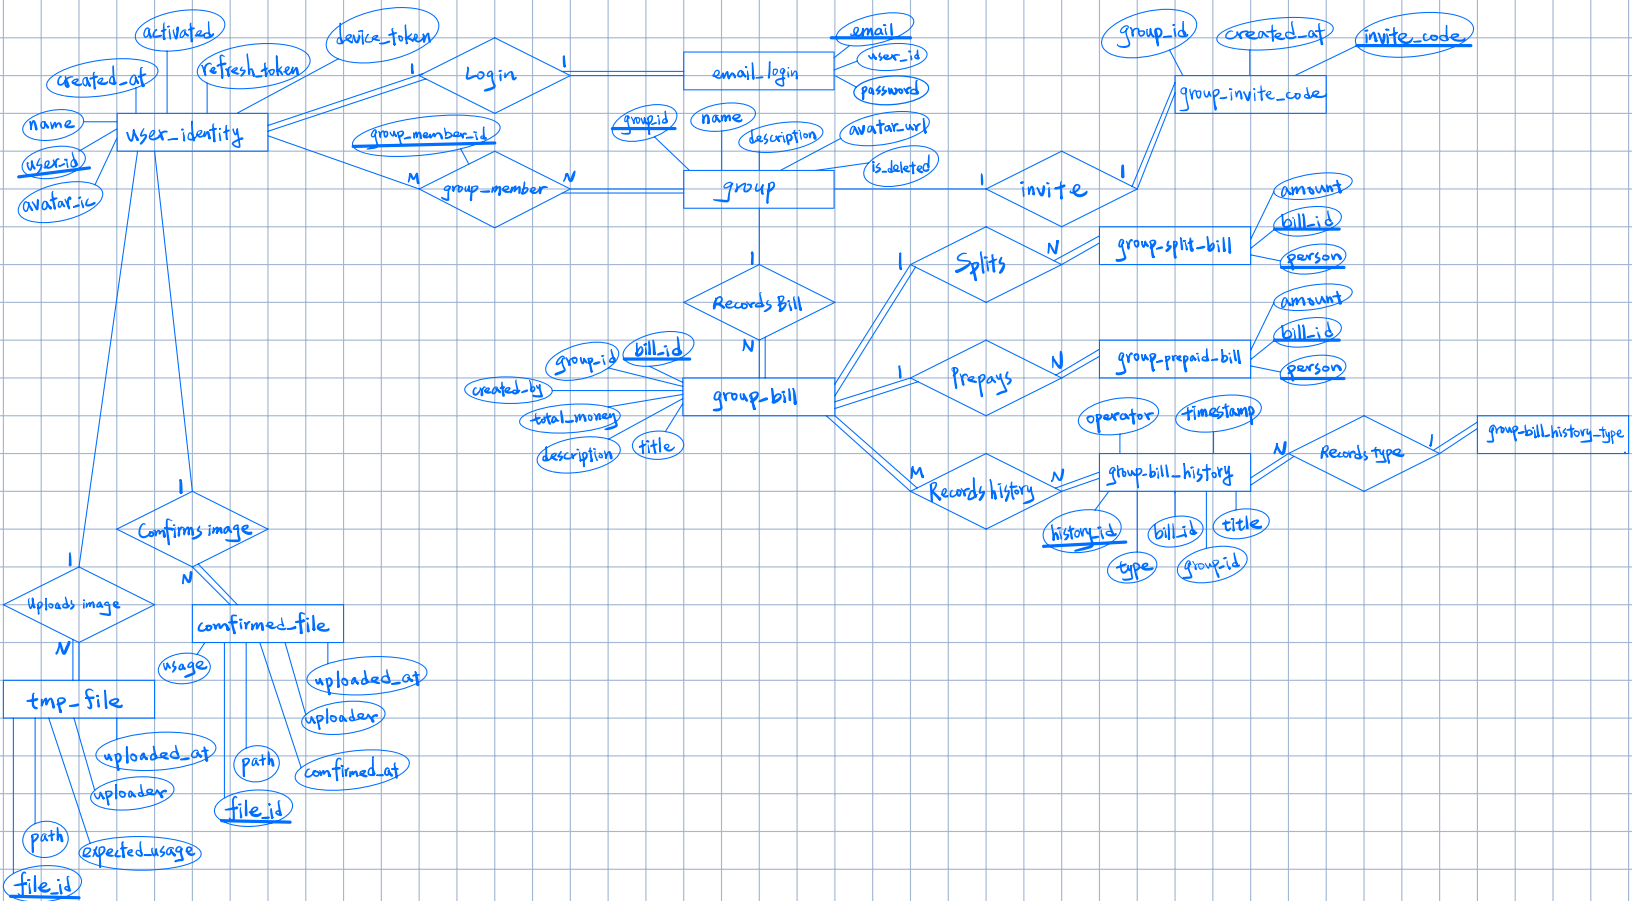 activated
device_token
created_at
refresh_token
name
user_identity
user_id
avatar_ic
1
Login
1
email_login
email
user_id
password
group_id
created_at
invite_code
group_invite_code
group_member_id
M
group_member
N
group_id
name
description
avatar_url
is_deleted
group
1
invite
1
1
Records Bill
N
group_id
bill_id
created_by
total_money
description
title
group_bill
1
Splits
N
group_split_bill
amount
bill_id
person
1
Prepays
N
group_prepaid_bill
amount
bill_id
person
M
Records history
N
operator
timestamp
group_bill_history
history_id
type
bill_id
group_id
title
N
Records type
1
group_bill_history_type
1
Comfirms image
N
comfirmed_file
usage
uploaded_at
uploader
path
comfirmed_at
file_id
1
Uploads image
N
tmp_file
uploaded_at
uploader
path
expected_usage
file_id